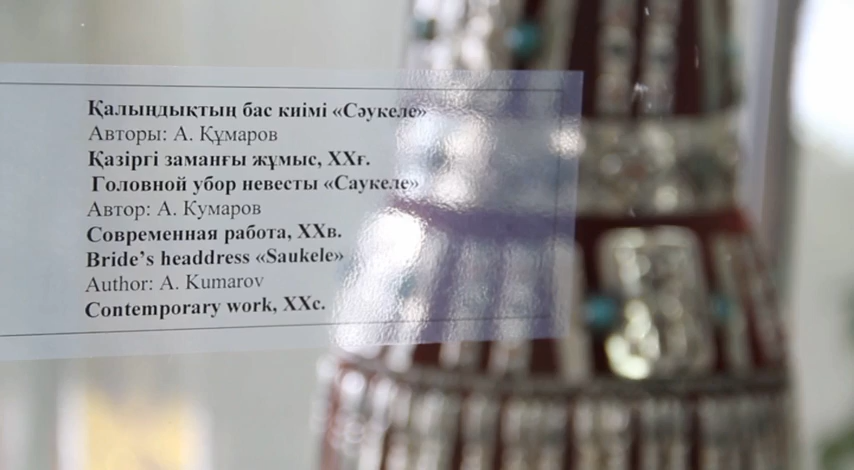 Қалыңдықтың бас киімі «Сәукеле»
Авторы: А. Құмаров
Қазіргі заманғы жұмыс, ХХғ.
Головной убор невесты «Саукеле»
Автор: А. Кумаров
Современная работа, ХХв.
Bride's headdress «Saukele»
Author: A. Kumarov
Contemporary work, XXc.